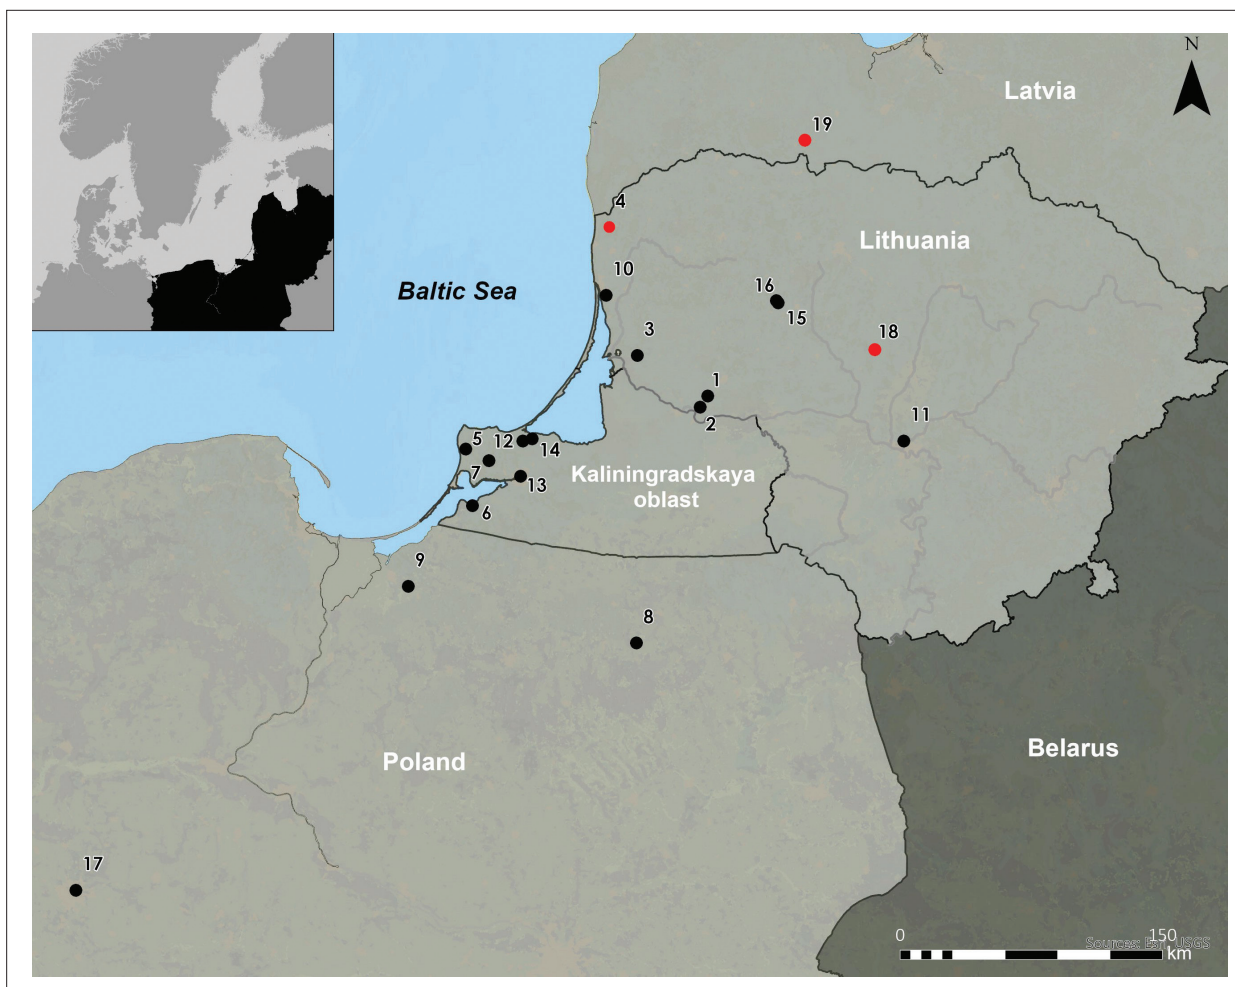 N
Latvia
19
4
Lithuania
Baltic Sea
10
16
15
3
18
1
2
11
5
12
14
7
13
Kaliningradskaya
oblast
6
9
8
Poland
Belarus
17
0
150
km
Sources: Esri, USGS